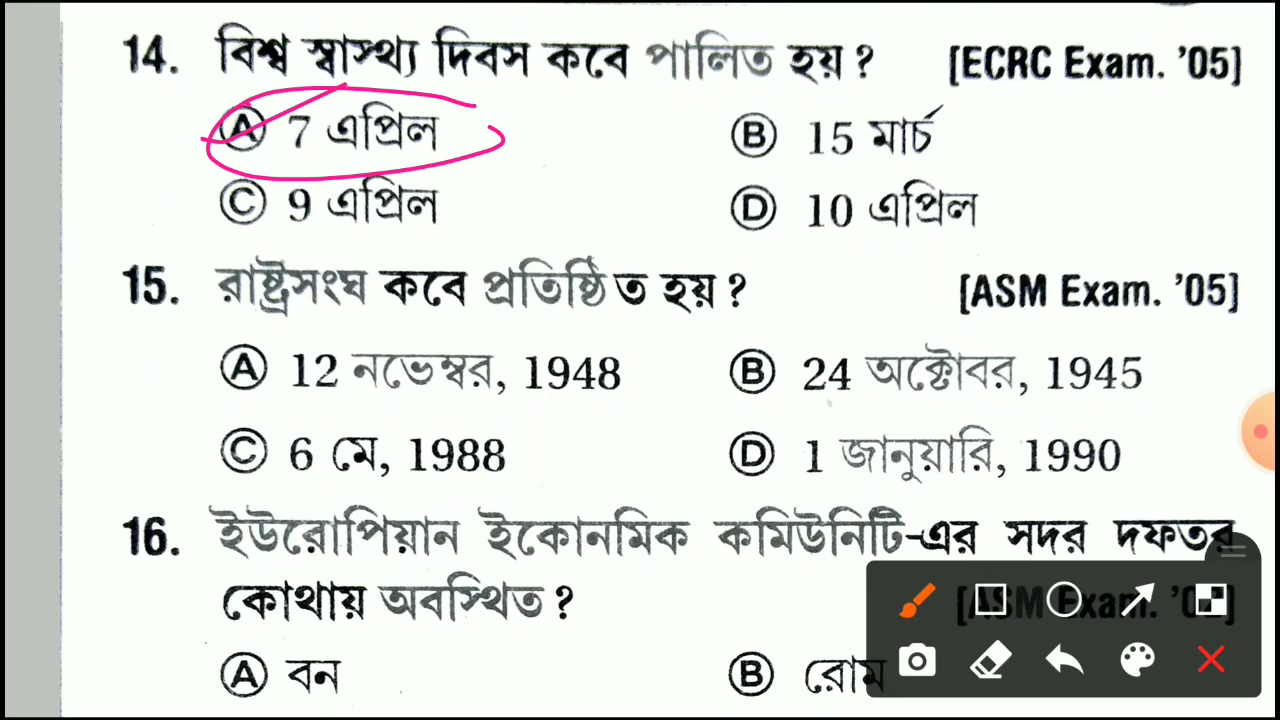 14. বিশ্ব স্বাস্থ্য দিবস কবে পালিত হয় ? [ECRC Exam. '05]
Ⓐ 7 এপ্রিল Ⓑ 15 মার্চ
Ⓒ 9 এপ্রিল Ⓓ 10 এপ্রিল
15. রাষ্ট্রসংঘ কবে প্রতিষ্ঠিত হয় ? [ASM Exam. '05]
Ⓐ 12 নভেম্বর, 1948 Ⓑ 24 অক্টোবর, 1945
Ⓒ 6 মে, 1988 Ⓓ 1 জানুয়ারি, 1990
16. ইউরোপিয়ান ইকোনমিক কমিউনিটি-এর সদর দফতর
কোথায় অবস্থিত ? [ASM Exam.
Ⓐ বন Ⓑ রোম